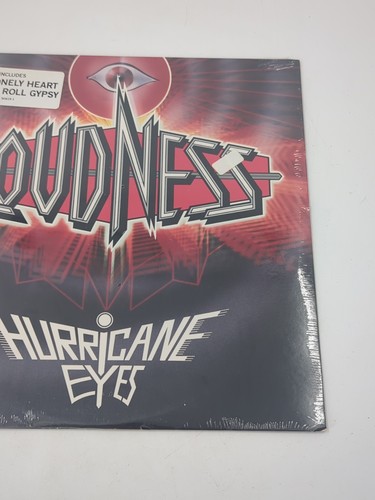 INCLUDES
NELY HEART
ROLL GYPSY
OUDNESS
HURRICANE
EYES